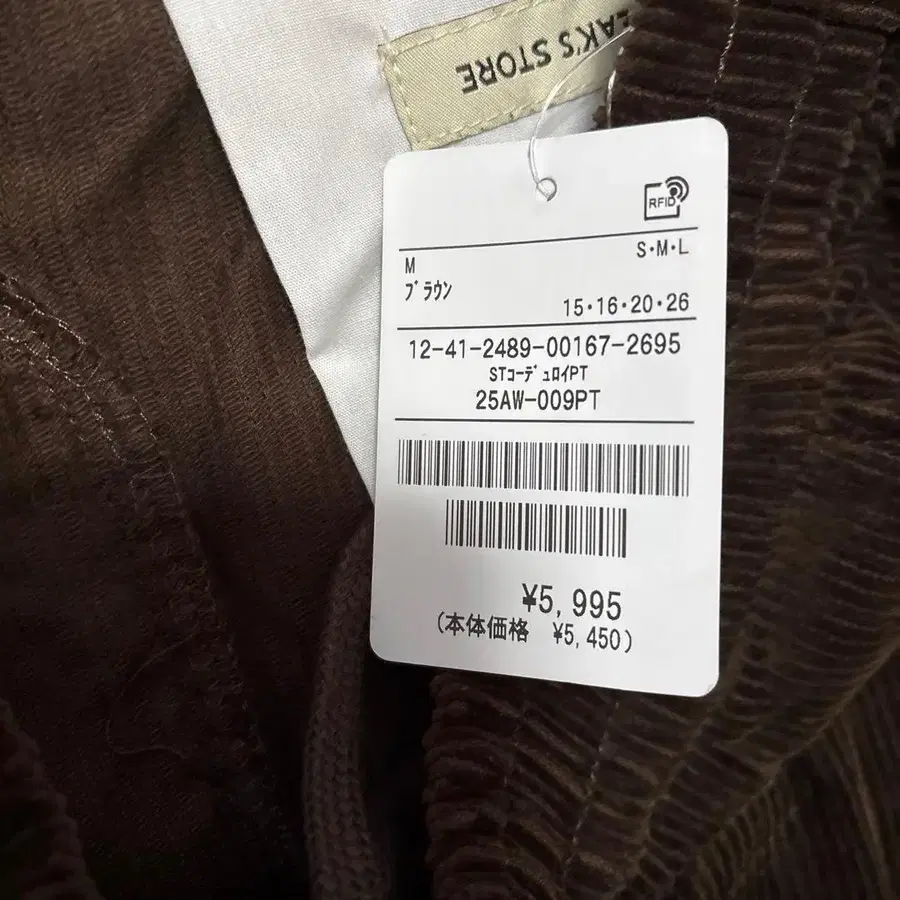 STORE
RFID
M
S・M・L
ブラウン
15・16・20・26
12-41-2489-00167-2695
STコーデュロイPT
25AW-009PT
¥5,995
(本体価格 ¥5,450)